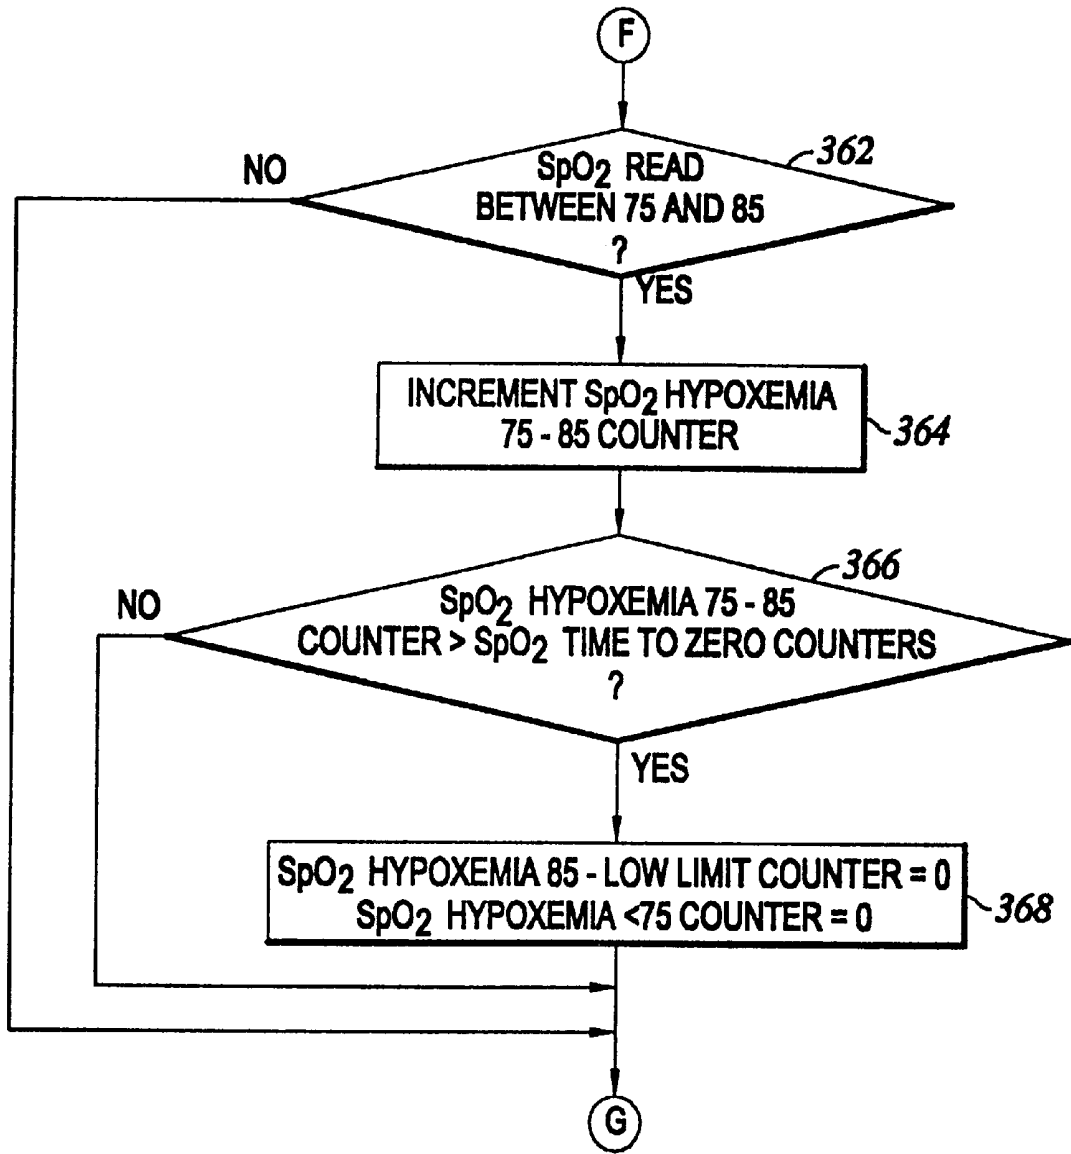 F
362
NO
SpO2 READ
BETWEEN 75 AND 85
?
YES
INCREMENT SpO2 HYPOXEMIA
75 - 85 COUNTER
364
366
NO
SpO2 HYPOXEMIA 75 - 85
COUNTER > SpO2 TIME TO ZERO COUNTERS
?
YES
SpO2 HYPOXEMIA 85 - LOW LIMIT COUNTER = 0
SpO2 HYPOXEMIA <75 COUNTER = 0
368
G